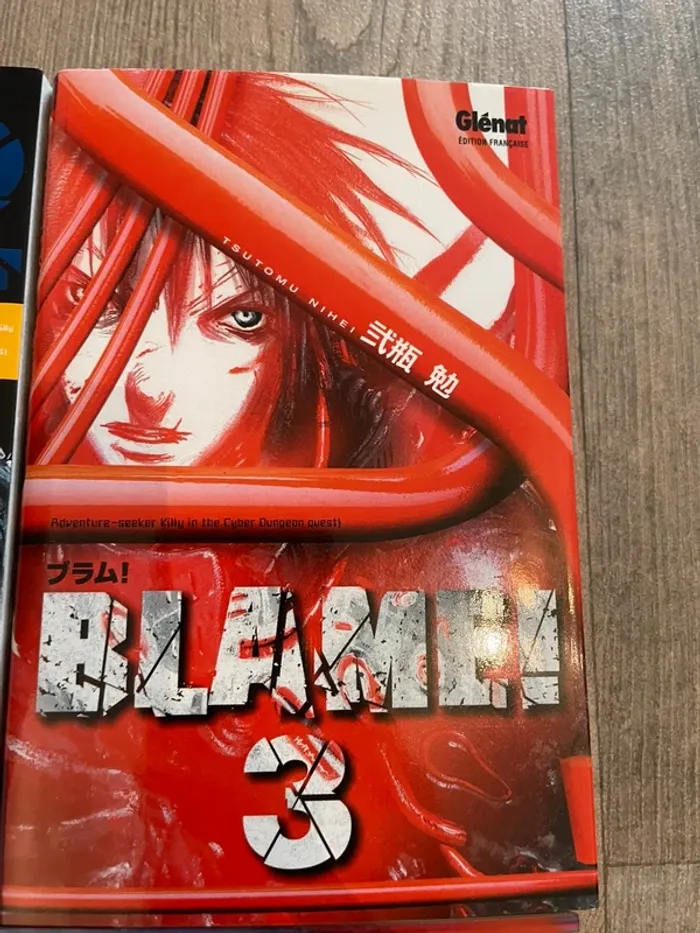 Glénat
ÉDITION FRANÇAISE
TSUTOMU NIHEI 弐瓶 勉
Adventure-seeker Killy in the Cyber Dungeon quest)
ブラム!
BLAME!
3